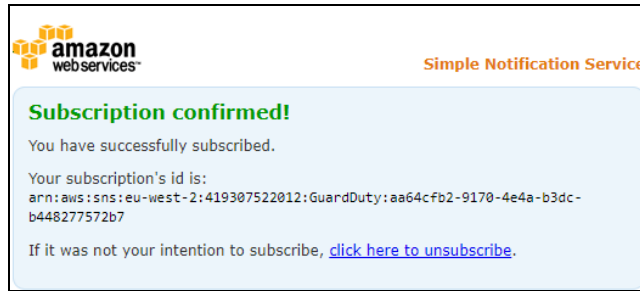 amazon
webservices™
Simple Notification Service
Subscription confirmed!
You have successfully subscribed.
Your subscription's id is:
arn:aws:sns:eu-west-2:419307522012:GuardDuty:aa64cfb2-9170-4e4a-b3dc-
b448277572b7
If it was not your intention to subscribe, click here to unsubscribe.